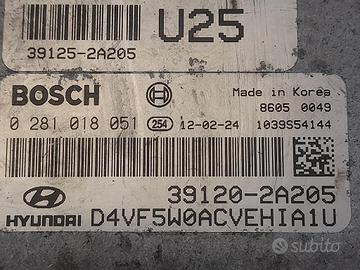 U25
39125-2A205
BOSCH
Made in Korea
8605 0049
0 281 018 051 254 12-02-24 1039S54144
39120-2A205
HYUNDAI D4VF5W0ACVEHIA1U
subito